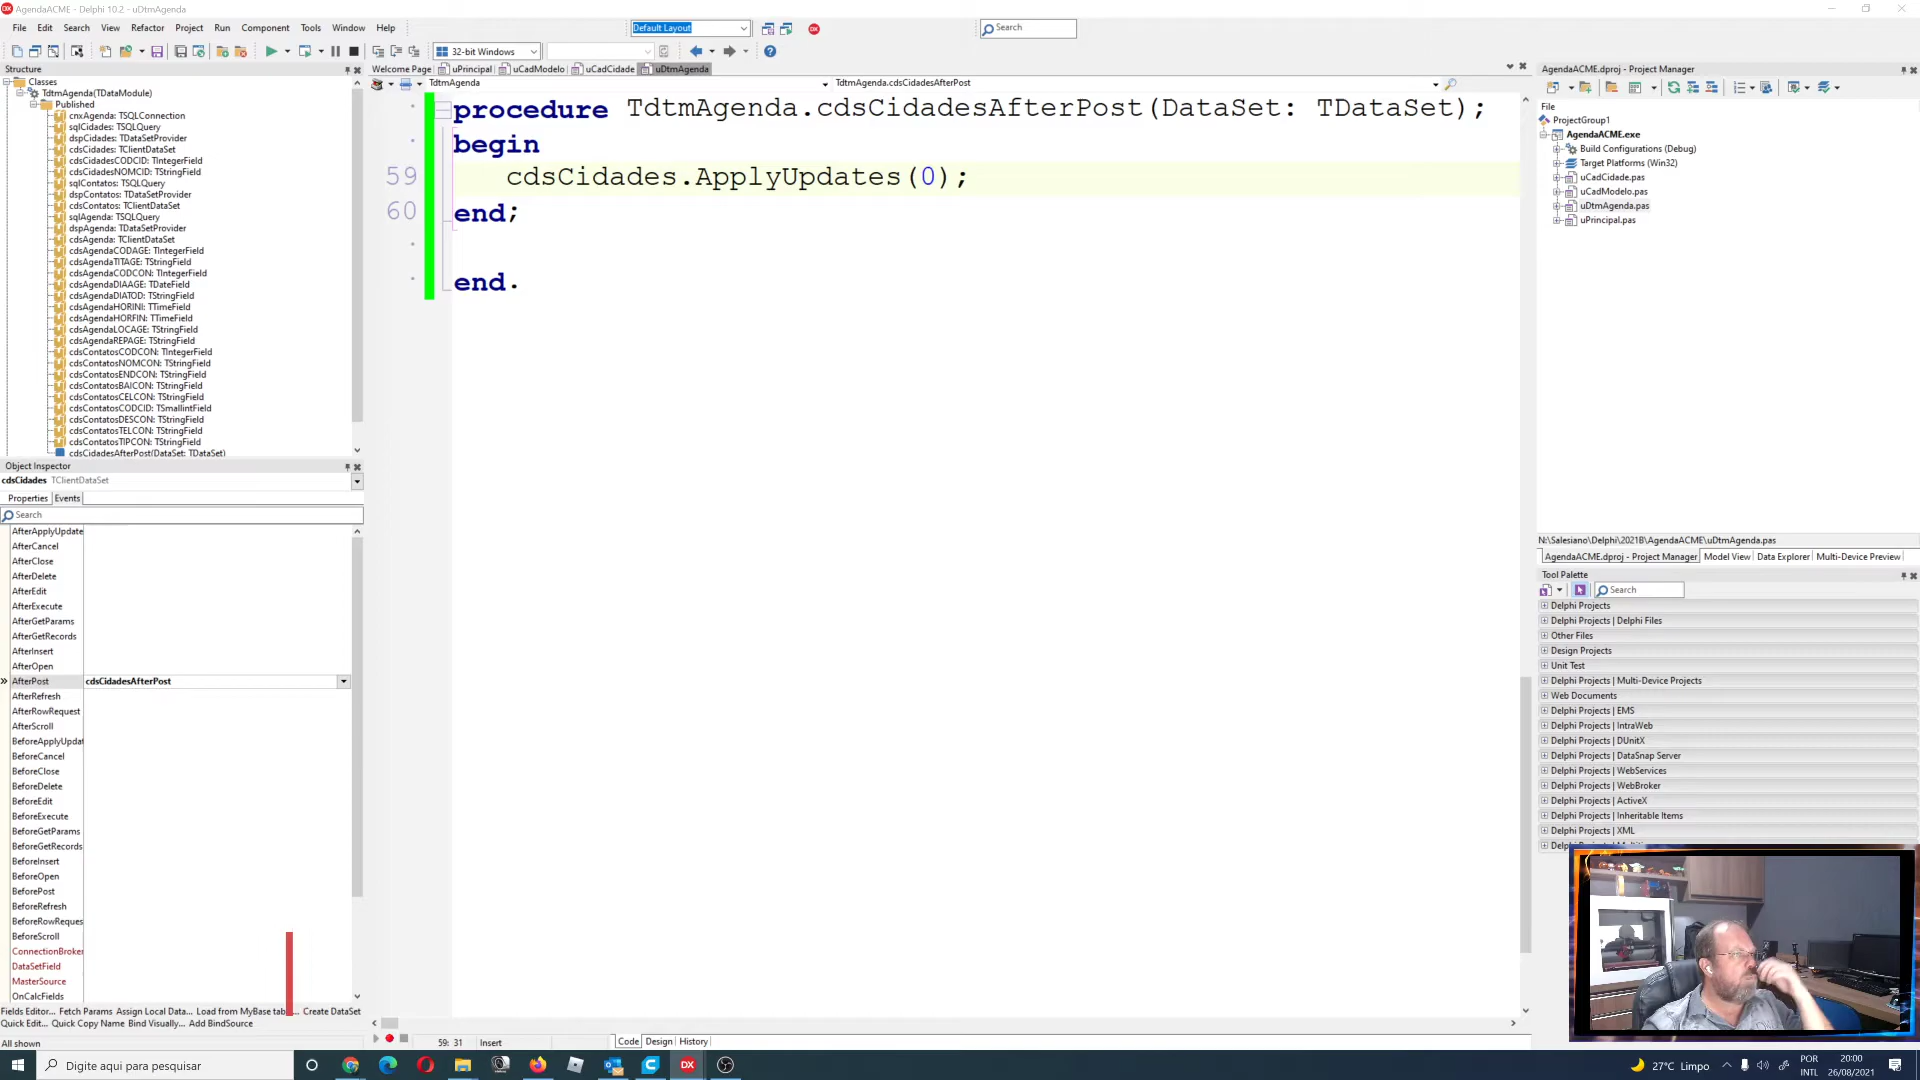 AgendaACME - Delphi 10.2 - uDtmAgenda
File Edit Search View Refactor Project Run Component Tools Window Help
Default Layout
Search
32-bit Windows
Structure
Welcome Page uPrincipal uCadModelo uCadCidade uDtmAgenda
AgendaACME.dproj - Project Manager
TdtmAgenda
TdtmAgenda.cdsCidadesAfterPost
Classes
TdtmAgenda(TDataModule)
Published
cnxAgenda: TSQLConnection
sqlCidades: TSQLQuery
dspCidades: TDataSetProvider
cdsCidades: TClientDataSet
cdsCidadesCODCID: TIntegerField
cdsCidadesNOMCID: TStringField
sqlContatos: TSQLQuery
dspContatos: TDataSetProvider
cdsContatos: TClientDataSet
sqlAgenda: TSQLQuery
dspAgenda: TDataSetProvider
cdsAgenda: TClientDataSet
cdsAgendaCODAGE: TIntegerField
cdsAgendaTITAGE: TStringField
cdsAgendaCODCON: TIntegerField
cdsAgendaDIAAGE: TDateField
cdsAgendaDIATOD: TStringField
cdsAgendaHORINI: TTimeField
cdsAgendaHORFIN: TTimeField
cdsAgendaLOCAGE: TStringField
cdsAgendaREPAGE: TStringField
cdsContatosCODCON: TIntegerField
cdsContatosNOMCON: TStringField
cdsContatosENDCON: TStringField
cdsContatosBAICON: TStringField
cdsContatosCELCON: TStringField
cdsContatosCODCID: TSmallintField
cdsContatosDESCON: TStringField
cdsContatosTELCON: TStringField
cdsContatosTIPCON: TStringField
cdsCidadesAfterPost(DataSet: TDataSet)
procedure TdtmAgenda.cdsCidadesAfterPost(DataSet: TDataSet);
begin
59 cdsCidades.ApplyUpdates(0);
60 end;
end.
File
ProjectGroup1
AgendaACME.exe
Build Configurations (Debug)
Target Platforms (Win32)
uCadCidade.pas
uCadModelo.pas
uDtmAgenda.pas
uPrincipal.pas
Object Inspector
cdsCidades TClientDataSet
Properties Events
Search
AfterApplyUpdate
AfterCancel
AfterClose
AfterDelete
AfterEdit
AfterExecute
AfterGetParams
AfterGetRecords
AfterInsert
AfterOpen
AfterPost cdsCidadesAfterPost
AfterRefresh
AfterRowRequest
AfterScroll
BeforeApplyUpdat
BeforeCancel
BeforeClose
BeforeDelete
BeforeEdit
BeforeExecute
BeforeGetParams
BeforeGetRecords
BeforeInsert
BeforeOpen
BeforePost
BeforeRefresh
BeforeRowReques
BeforeScroll
ConnectionBroker
DataSetField
MasterSource
OnCalcFields
Fields Editor... Fetch Params Assign Local Data... Load from MyBase tab... Create DataSet
Quick Edit... Quick Copy Name Bind Visually... Add BindSource
All shown
59: 31 Insert
Code Design History
N:\Salesiano\Delphi\2021B\AgendaACME\uDtmAgenda.pas
AgendaACME.dproj - Project Manager Model View Data Explorer Multi-Device Preview
Tool Palette
Search
Delphi Projects
Delphi Projects | Delphi Files
Other Files
Design Projects
Unit Test
Delphi Projects | Multi-Device Projects
Web Documents
Delphi Projects | EMS
Delphi Projects | IntraWeb
Delphi Projects | DUnitX
Delphi Projects | DataSnap Server
Delphi Projects | WebServices
Delphi Projects | WebBroker
Delphi Projects | ActiveX
Delphi Projects | Inheritable Items
Delphi Projects | XML
Digite aqui para pesquisar
27°C Limpo
POR
INTL
20:00
26/08/2021